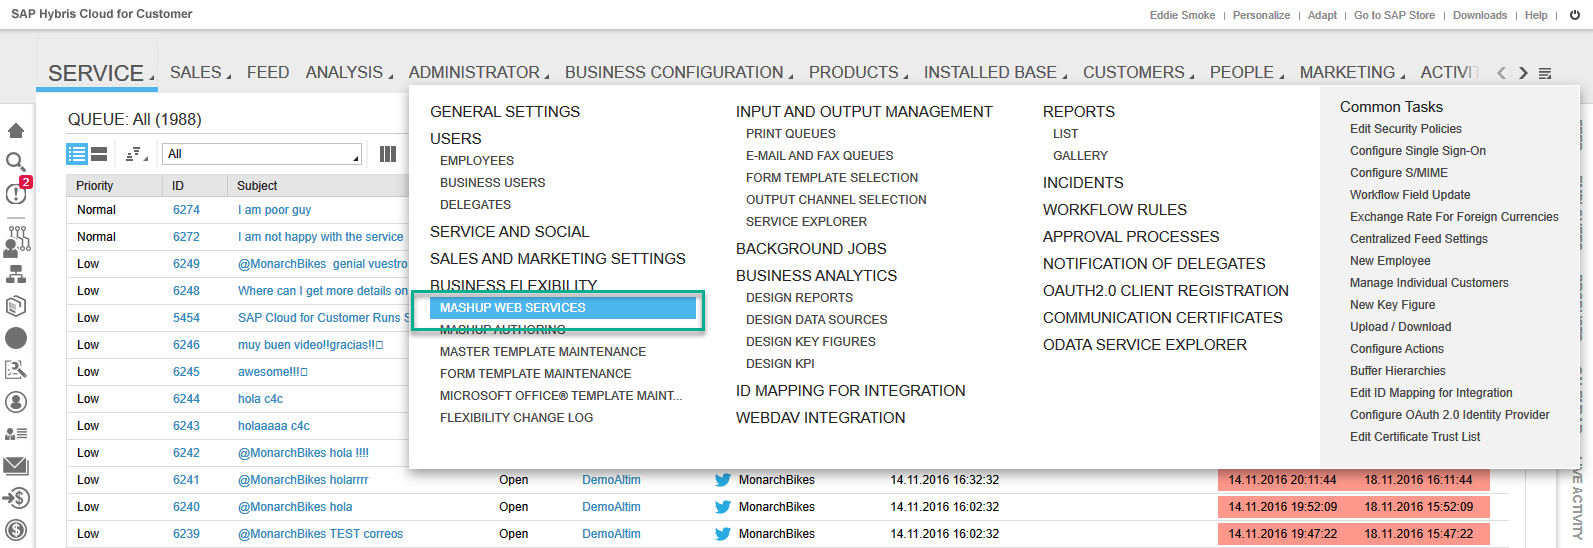 SAP Hybris Cloud for Customer
Eddie Smoke | Personalize | Adapt | Go to SAP Store | Downloads | Help |
SERVICE SALES FEED ANALYSIS ADMINISTRATOR BUSINESS CONFIGURATION PRODUCTS INSTALLED BASE CUSTOMERS PEOPLE MARKETING ACTIVIT
QUEUE: All (1988)
All
2
Priority ID Subject
Normal 6274 I am poor guy
Normal 6272 I am not happy with the service
Low 6249 @MonarchBikes genial vuestro
Low 6248 Where can I get more details on
Low 5454 SAP Cloud for Customer Runs S
Low 6246 muy buen video!!gracias!!
Low 6245 awesome!!!
Low 6244 hola c4c
Low 6243 holaaaaa c4c
Low 6242 @MonarchBikes hola !!!!
Low 6241 @MonarchBikes holarrrr Open DemoAltim MonarchBikes 14.11.2016 16:32:32 14.11.2016 20:11:44 18.11.2016 16:11:44
Low 6240 @MonarchBikes hola Open DemoAltim MonarchBikes 14.11.2016 16:02:32 14.11.2016 19:52:09 18.11.2016 15:52:09
Low 6239 @MonarchBikes TEST correos Open DemoAltim MonarchBikes 14.11.2016 16:02:32 14.11.2016 19:47:22 18.11.2016 15:47:22
GENERAL SETTINGS
USERS
EMPLOYEES
BUSINESS USERS
DELEGATES
SERVICE AND SOCIAL
SALES AND MARKETING SETTINGS
BUSINESS FLEXIBILITY
MASHUP WEB SERVICES
MASHUP AUTHORING
MASTER TEMPLATE MAINTENANCE
FORM TEMPLATE MAINTENANCE
MICROSOFT OFFICE® TEMPLATE MAINT...
FLEXIBILITY CHANGE LOG
INPUT AND OUTPUT MANAGEMENT
PRINT QUEUES
E-MAIL AND FAX QUEUES
FORM TEMPLATE SELECTION
OUTPUT CHANNEL SELECTION
SERVICE EXPLORER
BACKGROUND JOBS
BUSINESS ANALYTICS
DESIGN REPORTS
DESIGN DATA SOURCES
DESIGN KEY FIGURES
DESIGN KPI
ID MAPPING FOR INTEGRATION
WEBDAV INTEGRATION
REPORTS
LIST
GALLERY
INCIDENTS
WORKFLOW RULES
APPROVAL PROCESSES
NOTIFICATION OF DELEGATES
OAUTH2.0 CLIENT REGISTRATION
COMMUNICATION CERTIFICATES
ODATA SERVICE EXPLORER
Common Tasks
Edit Security Policies
Configure Single Sign-On
Configure S/MIME
Workflow Field Update
Exchange Rate For Foreign Currencies
Centralized Feed Settings
New Employee
Manage Individual Customers
New Key Figure
Upload / Download
Configure Actions
Buffer Hierarchies
Edit ID Mapping for Integration
Configure OAuth 2.0 Identity Provider
Edit Certificate Trust List
ACTIVITY